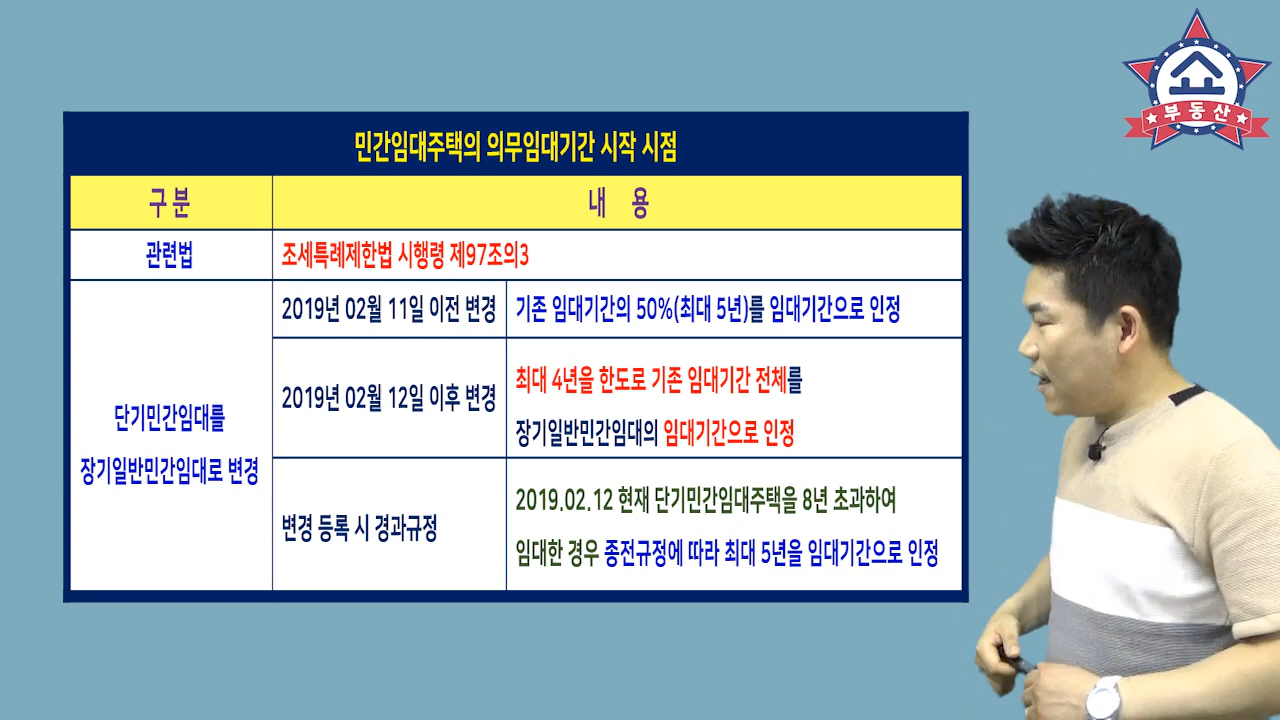 부동산
민간임대주택의 의무임대기간 시작 시점
구 분
내 용
관련법
조세특례제한법 시행령 제97조의3
단기민간임대를
장기일반민간임대로 변경
2019년 02월 11일 이전 변경
기존 임대기간의 50%(최대 5년)를 임대기간으로 인정
2019년 02월 12일 이후 변경
최대 4년을 한도로 기존 임대기간 전체를
장기일반민간임대의 임대기간으로 인정
변경 등록 시 경과규정
2019.02.12 현재 단기민간임대주택을 8년 초과하여
임대한 경우 종전규정에 따라 최대 5년을 임대기간으로 인정